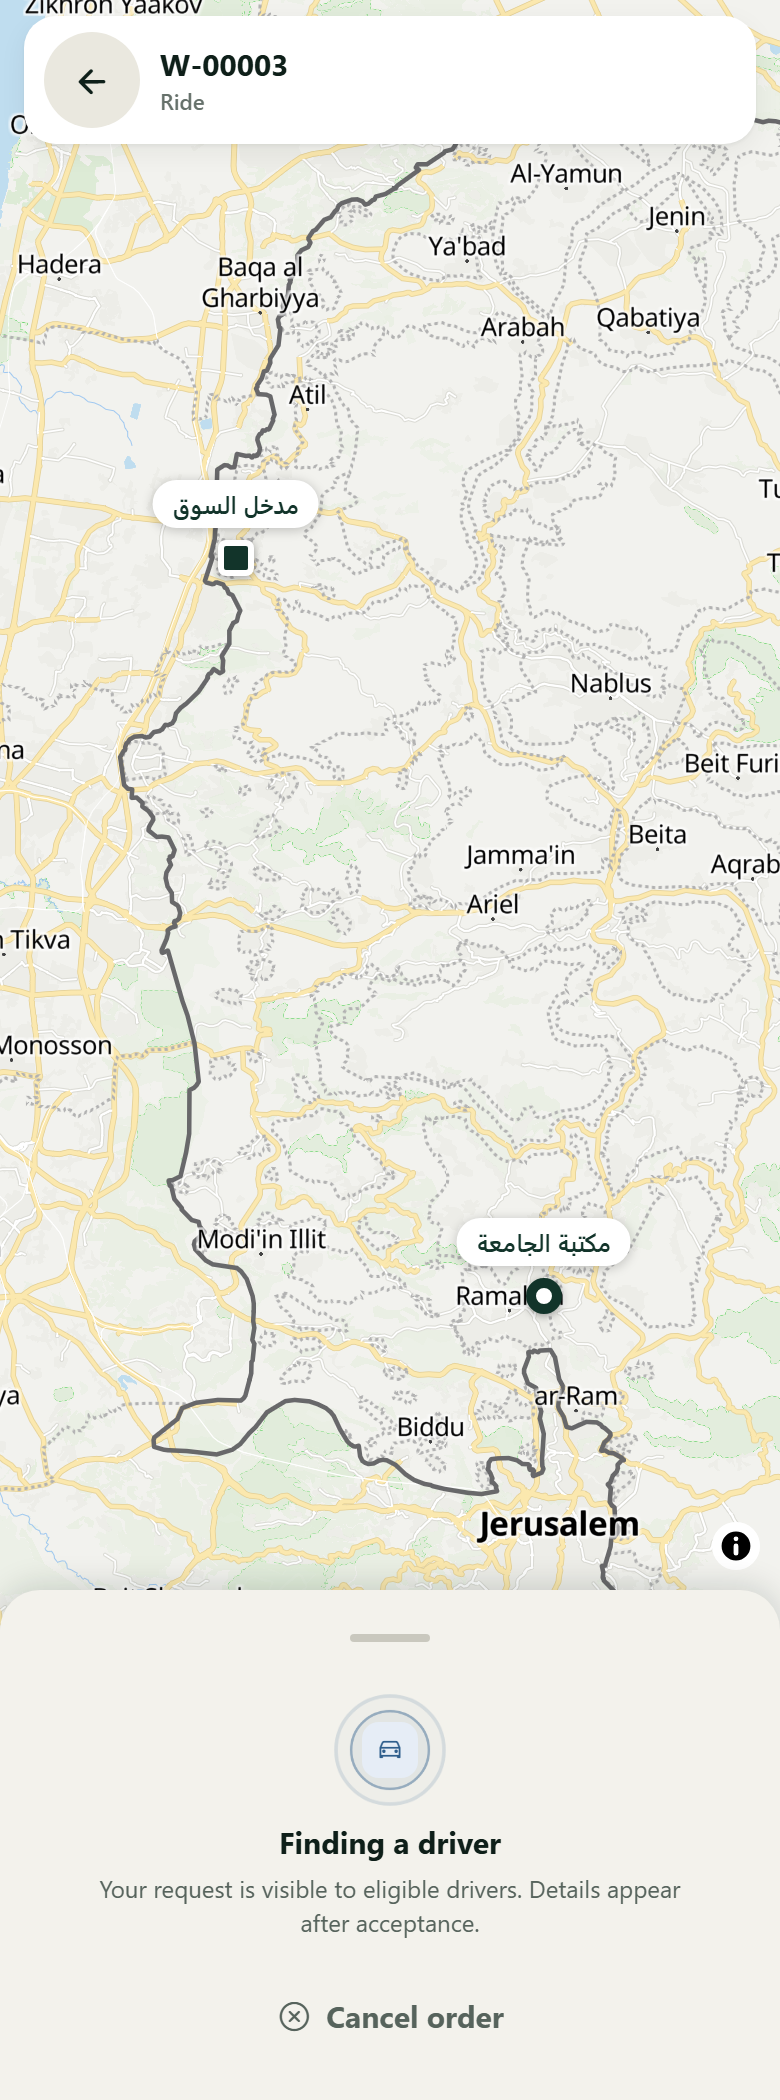 Zikhron Yaakov
W-00003
Ride
Al-Yamun
Jenin
Ya'bad
Hadera
Baqa al
Gharbiyya
Arabah
Qabatiya
Atil
مدخل السوق
Nablus
Beit Furi
Beita
Jamma'in
Aqrab
Ariel
Tikva
Monosson
Modi'in Illit
مكتبة الجامعة
ar-Ram
Biddu
Jerusalem
Finding a driver
Your request is visible to eligible drivers. Details appear
after acceptance.
Cancel order